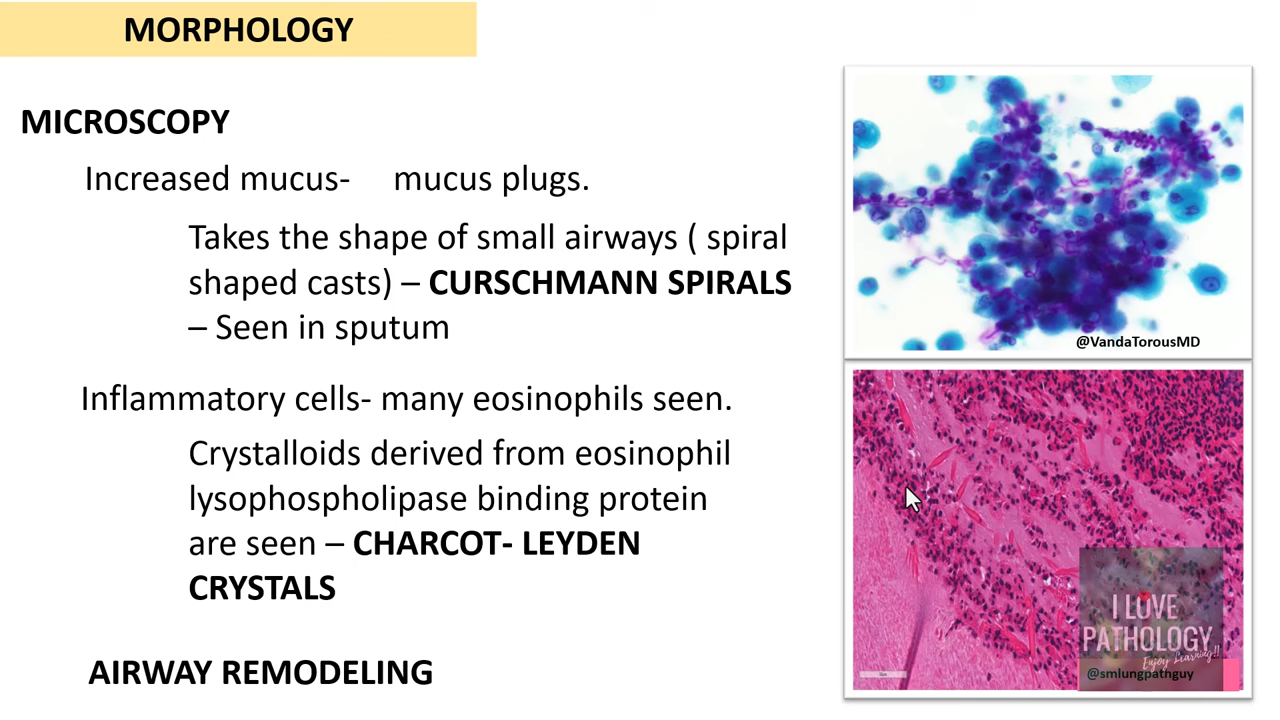 MORPHOLOGY
MICROSCOPY
Increased mucus- mucus plugs.
Takes the shape of small airways ( spiral
shaped casts) – CURSCHMANN SPIRALS
– Seen in sputum
Inflammatory cells- many eosinophils seen.
Crystalloids derived from eosinophil
lysophospholipase binding protein
are seen – CHARCOT- LEYDEN
CRYSTALS
AIRWAY REMODELING
@VandaTorousMD
I LOVE
PATHOLOGY
Enjoy Learning!!
@smlungpathguy